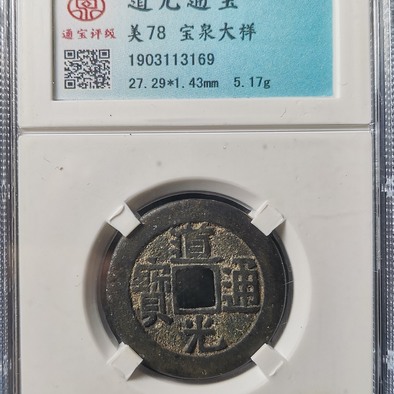 道光通宝
通宝评级
美78 宝泉大样
1903113169
27.29*1.43mm 5.17g
道光通寶